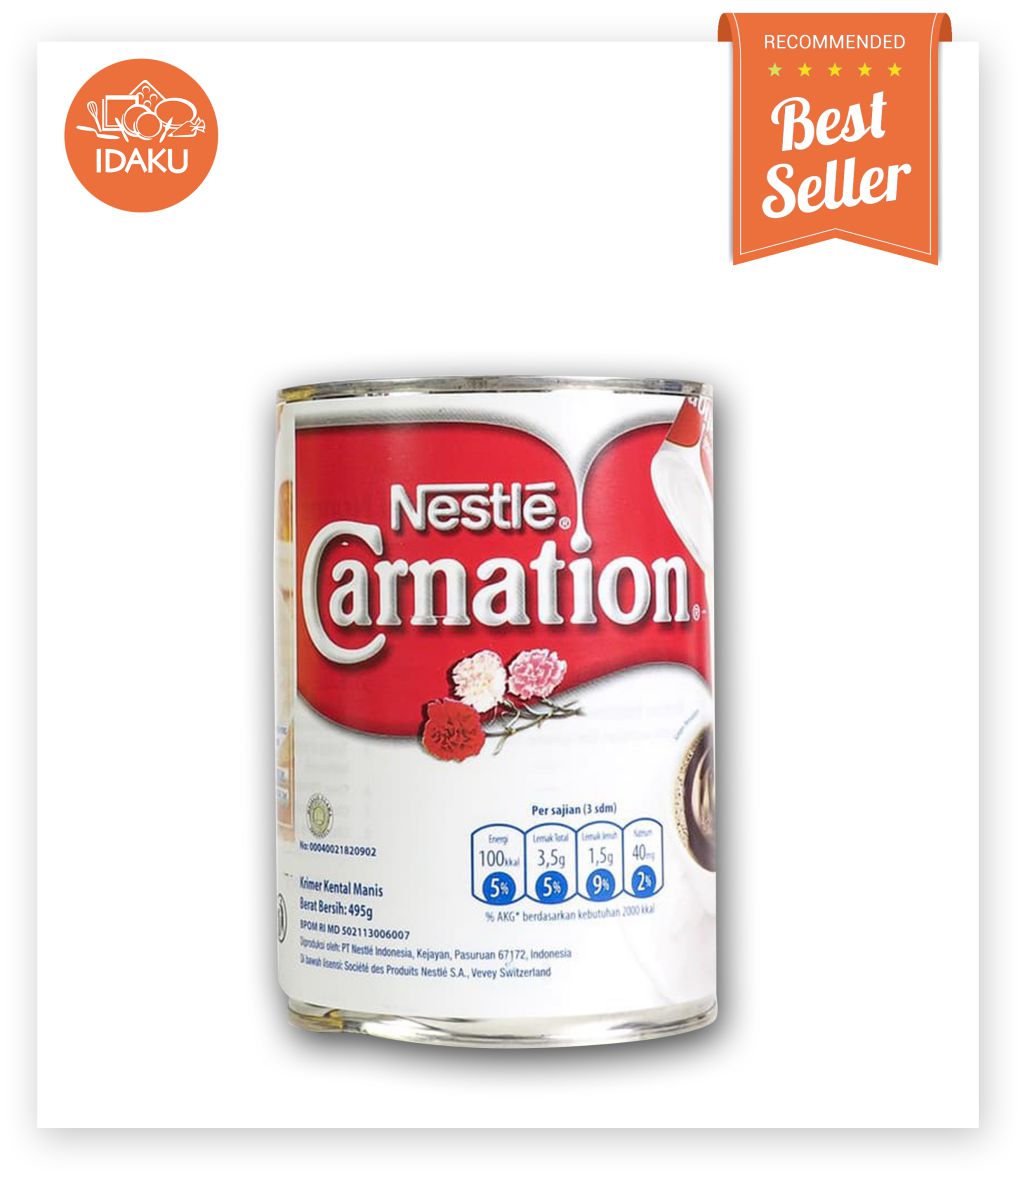 IDAKU
RECOMMENDED
Best
Seller
Nestlé®
Carnation®
Per sajian (3 sdm)
Energi
100kkal
5%
Lemak Total
3,5g
5%
Lemak Jenuh
1,5g
9%
Natrium
40mg
2%
% AKG* berdasarkan kebutuhan 2000 kkal
No: 00040021820902
Krimer Kental Manis
Berat Bersih: 495g
BPOM RI MD 502113006007
Diproduksi oleh: PT Nestlé Indonesia, Kejayan, Pasuruan 67172, Indonesia
Di bawah lisensi: Société des Produits Nestlé S.A., Vevey Switzerland